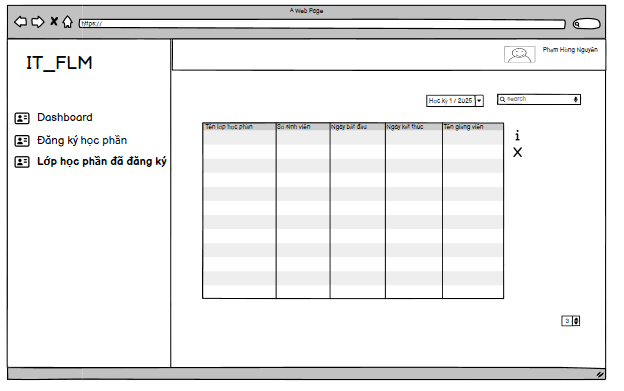 A Web Page
https://
IT_FLM
Phạm Hồng Nguyên
Dashboard
Đăng ký học phần
Lớp học phần đã đăng ký
Học kỳ 1 / 2025
search
Tên lớp học phần
Số sinh viên
Ngày bắt đầu
Ngày kết thúc
Tên giảng viên
i
X
3